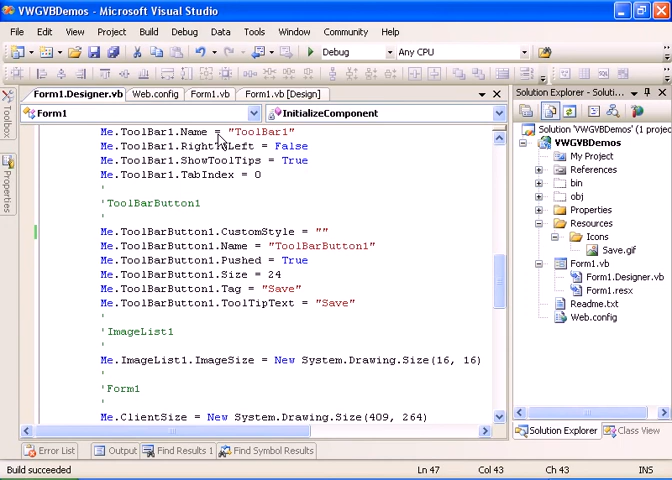 VWGVBDemos - Microsoft Visual Studio
File Edit View Project Build Debug Data Tools Window Community Help
Debug Any CPU
Form1.Designer.vb Web.config Form1.vb Form1.vb [Design]
Form1 InitializeComponent
Me.ToolBar1.Name = "ToolBar1"
Me.ToolBar1.RightToLeft = False
Me.ToolBar1.ShowToolTips = True
Me.ToolBar1.TabIndex = 0
'
'ToolBarButton1
'
Me.ToolBarButton1.CustomStyle = ""
Me.ToolBarButton1.Name = "ToolBarButton1"
Me.ToolBarButton1.Pushed = True
Me.ToolBarButton1.Size = 24
Me.ToolBarButton1.Tag = "Save"
Me.ToolBarButton1.ToolTipText = "Save"
'
'ImageList1
'
Me.ImageList1.ImageSize = New System.Drawing.Size(16, 16)
'
'Form1
'
Me.ClientSize = New System.Drawing.Size(409, 264)
Toolbox
Properties
Solution Explorer - Solution...
Solution 'VWGVBDemos' (1 proje
VWGVBDemos
My Project
References
bin
obj
Properties
Resources
Icons
Save.gif
Form1.vb
Form1.Designer.vb
Form1.resx
Readme.txt
Web.config
Solution Explorer Class View
Error List Output Find Results 1 Find Symbol Results
Build succeeded Ln 47 Col 43 Ch 43 INS